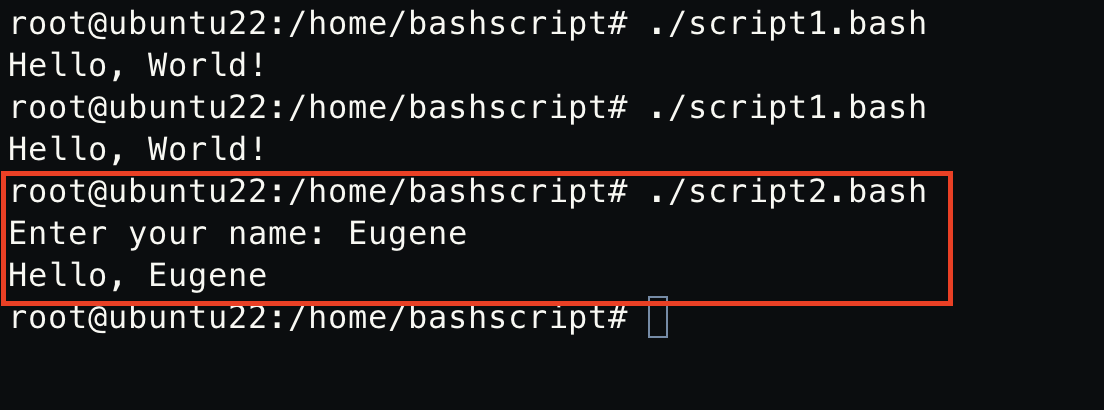 root@ubuntu22:/home/bashscript# ./script1.bash
Hello, World!
root@ubuntu22:/home/bashscript# ./script1.bash
Hello, World!
root@ubuntu22:/home/bashscript# ./script2.bash
Enter your name: Eugene
Hello, Eugene
root@ubuntu22:/home/bashscript#